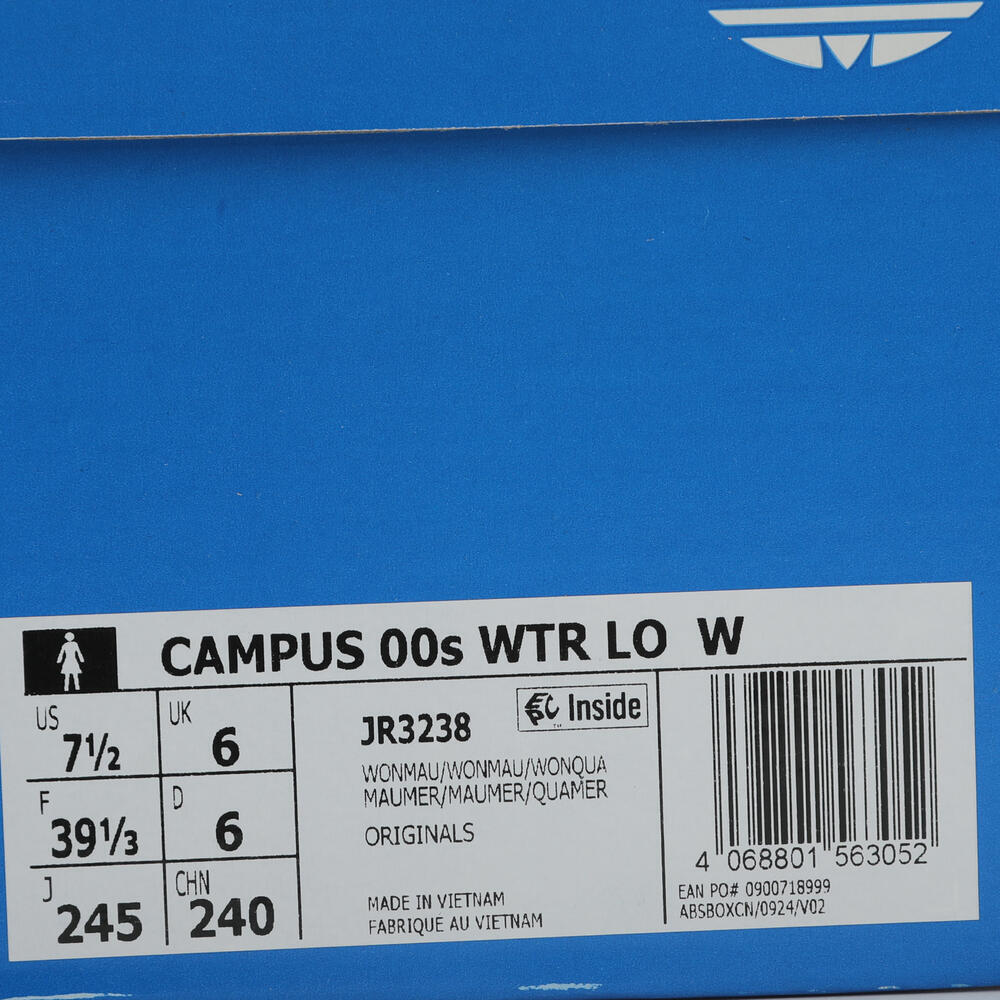 CAMPUS 00s WTR LO W
US 7½ UK 6
F 39⅓ D 6
J 245 CHN 240
JR3238
Inside
WONMAU/WONMAU/WONQUA
MAUMER/MAUMER/QUAMER
ORIGINALS
MADE IN VIETNAM
FABRIQUE AU VIETNAM
4 068801 563052
EAN PO# 0900718999
ABSBOXCN/0924/V02